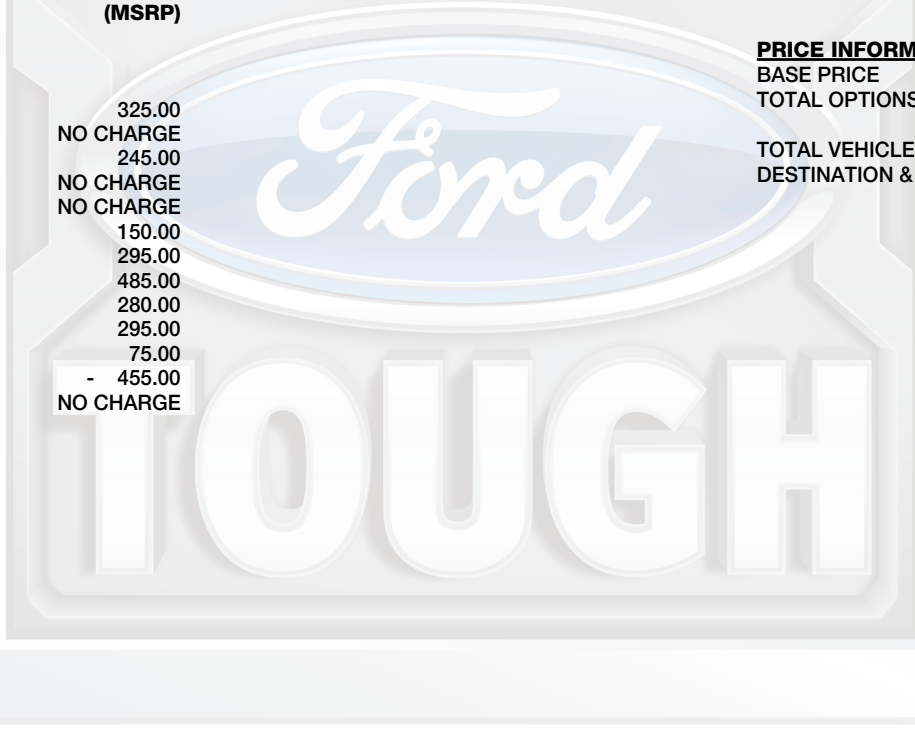 (MSRP)
325.00
NO CHARGE
245.00
NO CHARGE
NO CHARGE
150.00
295.00
485.00
280.00
295.00
75.00
- 455.00
NO CHARGE
PRICE INFORM
BASE PRICE
TOTAL OPTIONS
TOTAL VEHICLE
DESTINATION &
Ford
TOUGH